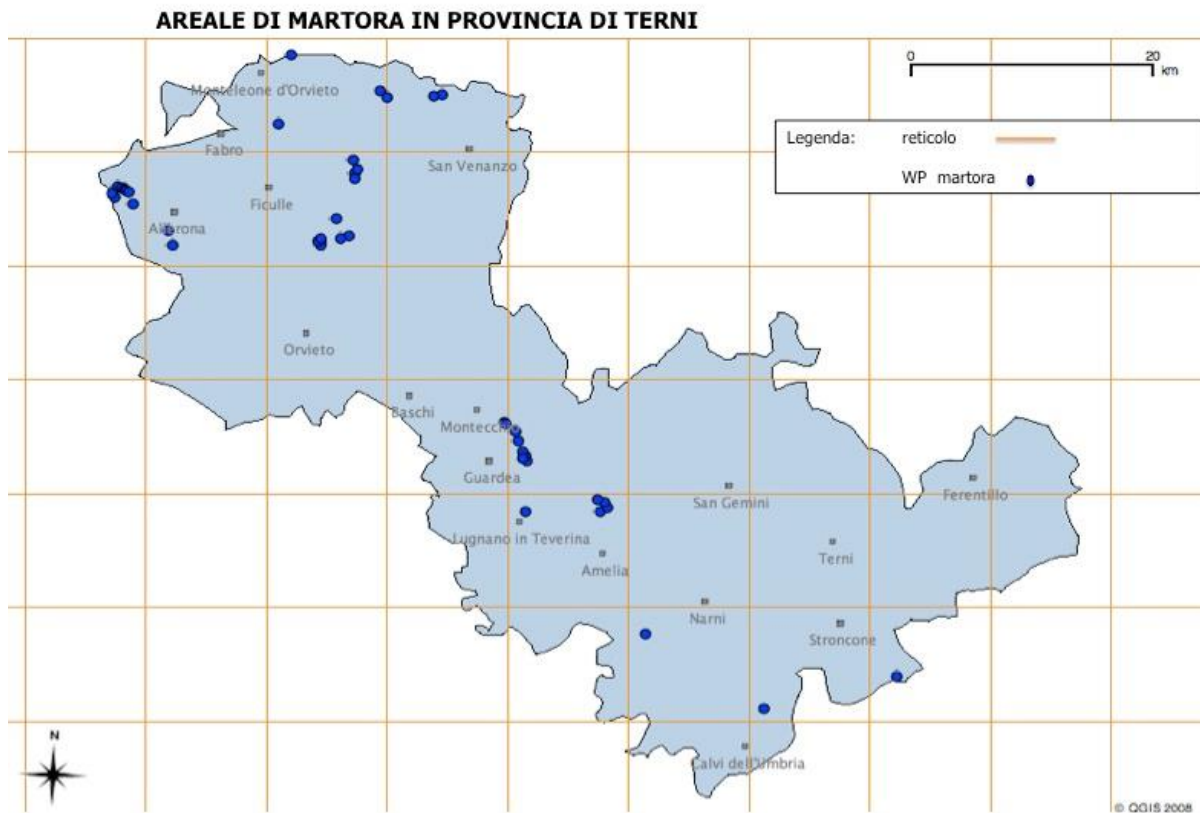 AREALE DI MARTORA IN PROVINCIA DI TERNI
0 20
km
Monteleone d'Orvieto
Legenda: reticolo
WP martora
Fabro
San Venanzo
Ficulle
Orvieto
Baschi
Guardea
San Gemini
Ferentillo
Lugnano in Teverina
Terni
Amelia
Narni
Stroncone
N
Calvi dell'Umbria
© QGIS 2008